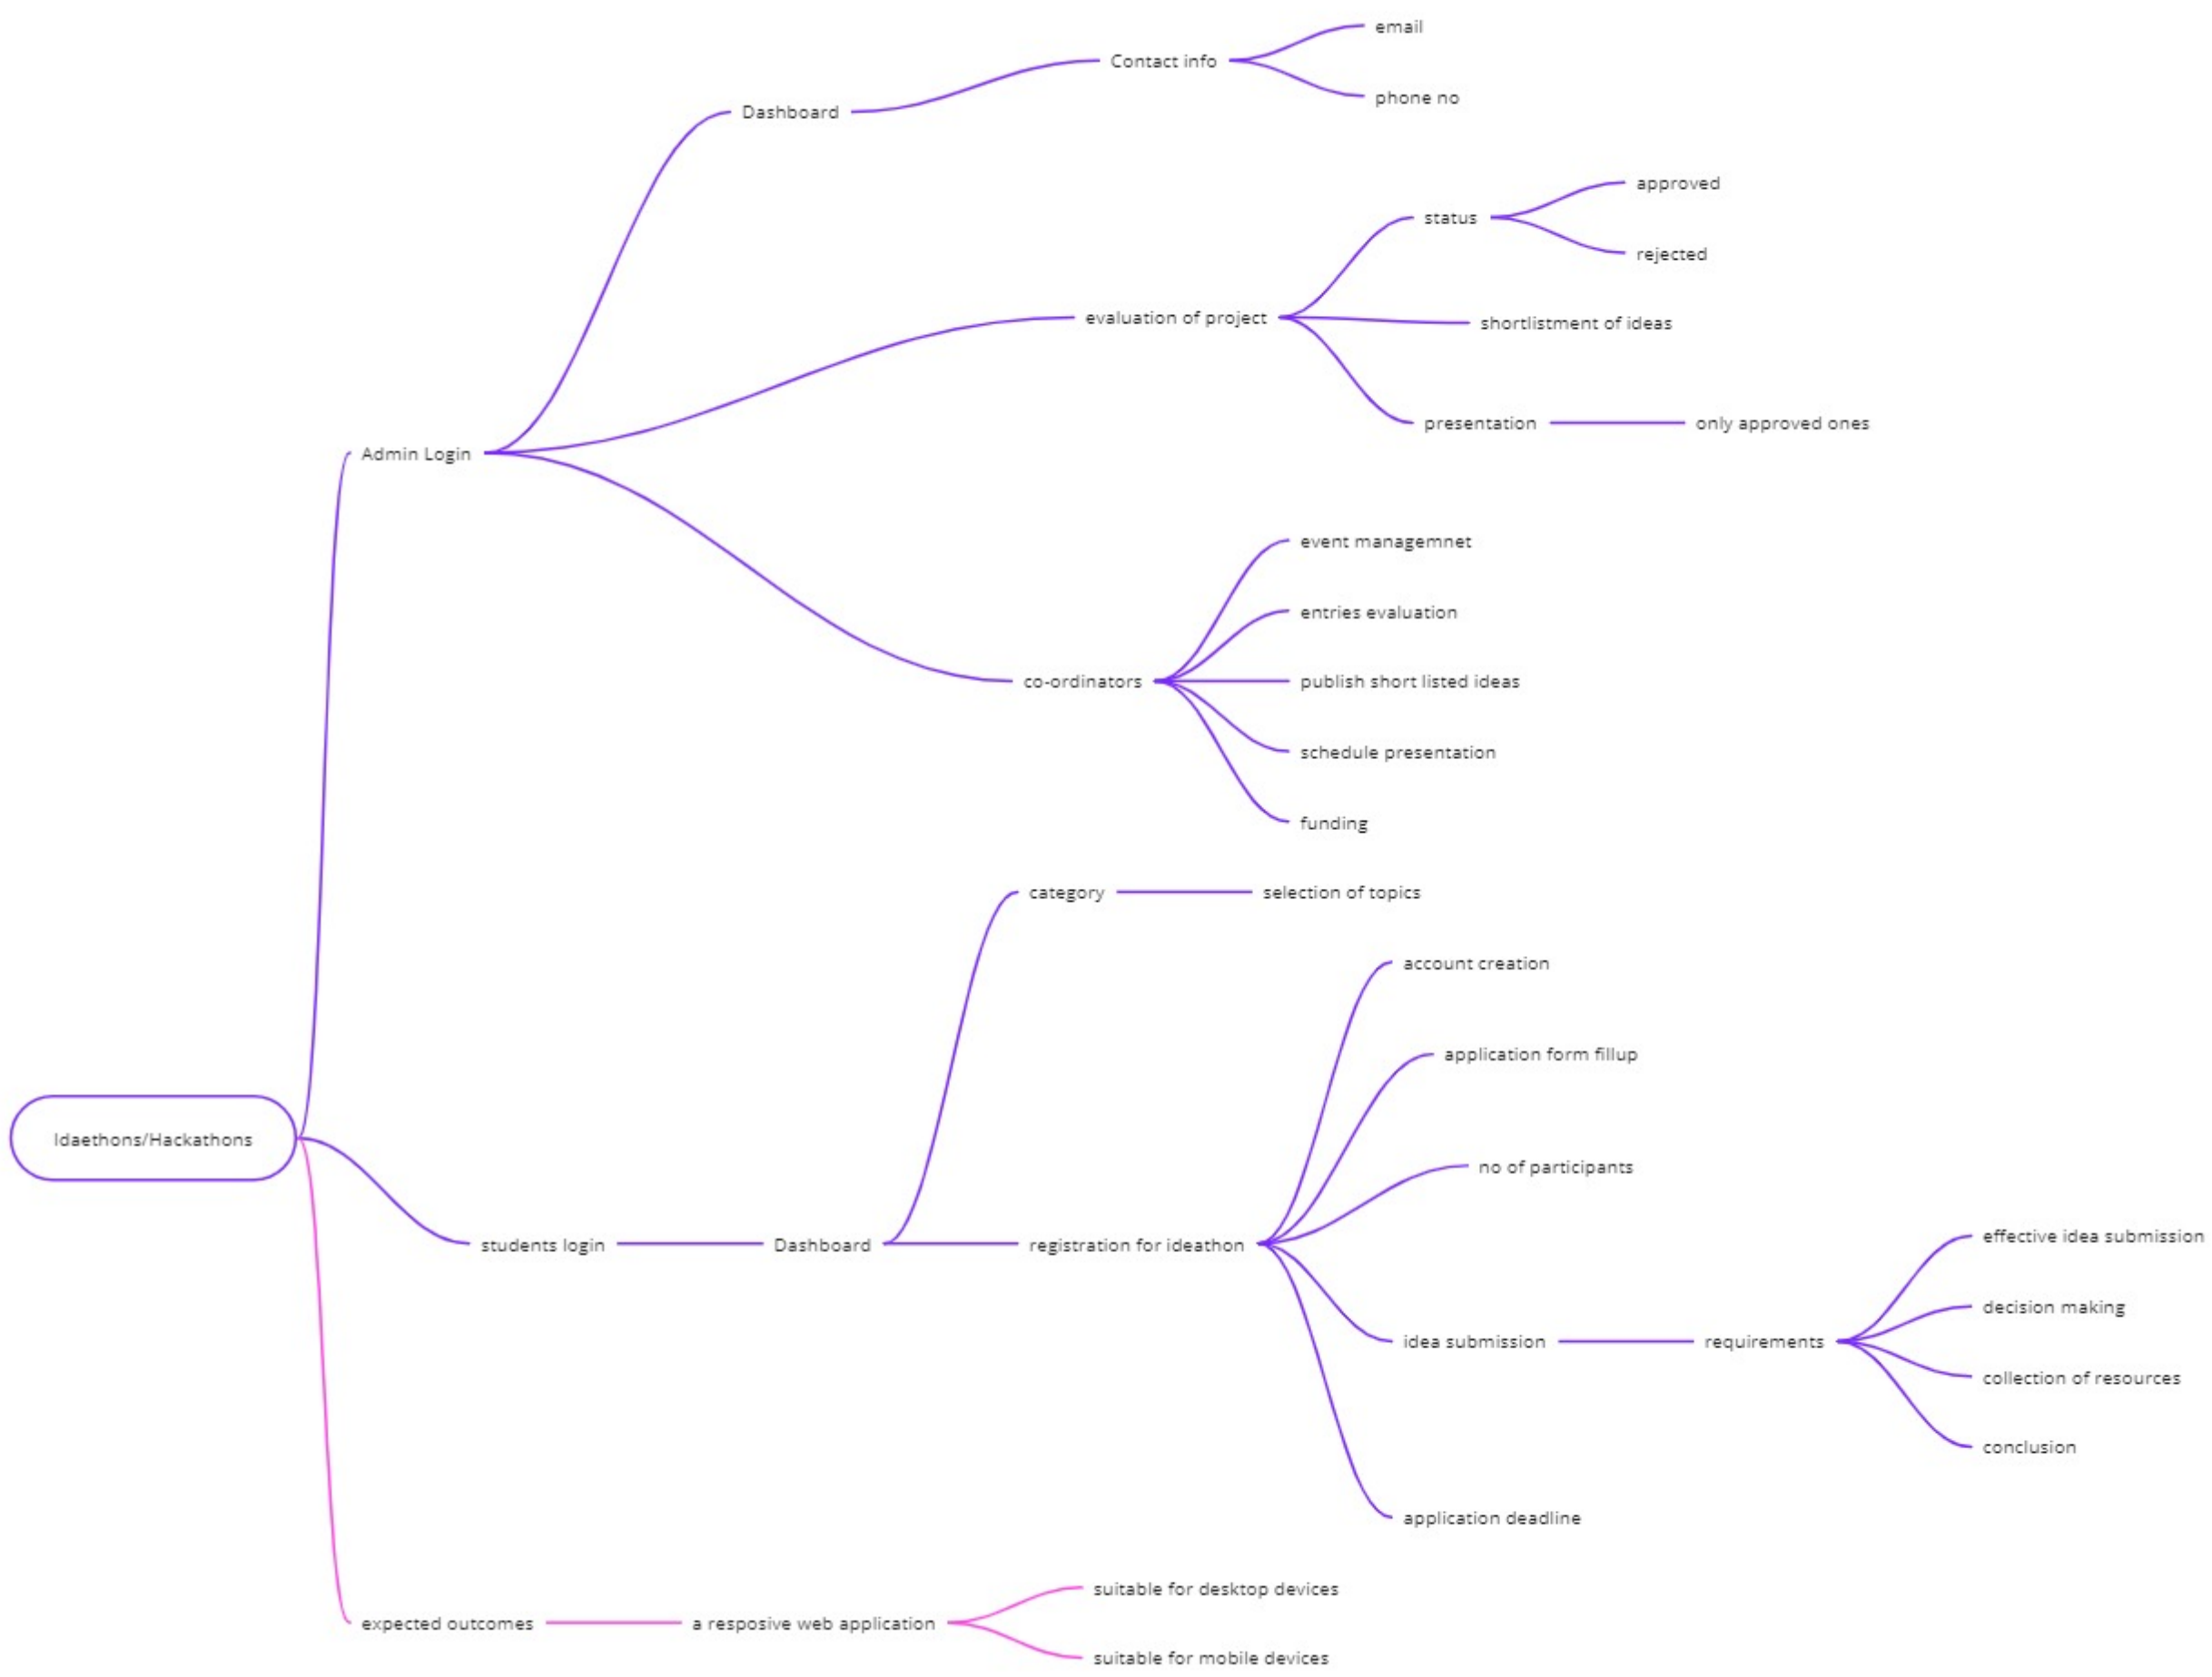 email
Contact info
phone no
Dashboard
approved
status
rejected
evaluation of project
shortlistment of ideas
presentation
only approved ones
Admin Login
event managemnet
entries evaluation
co-ordinators
publish short listed ideas
schedule presentation
funding
category
selection of topics
account creation
application form fillup
Idaethons/Hackathons
no of participants
students login
Dashboard
registration for ideathon
effective idea submission
decision making
idea submission
requirements
collection of resources
conclusion
application deadline
suitable for desktop devices
expected outcomes
a resposive web application
suitable for mobile devices